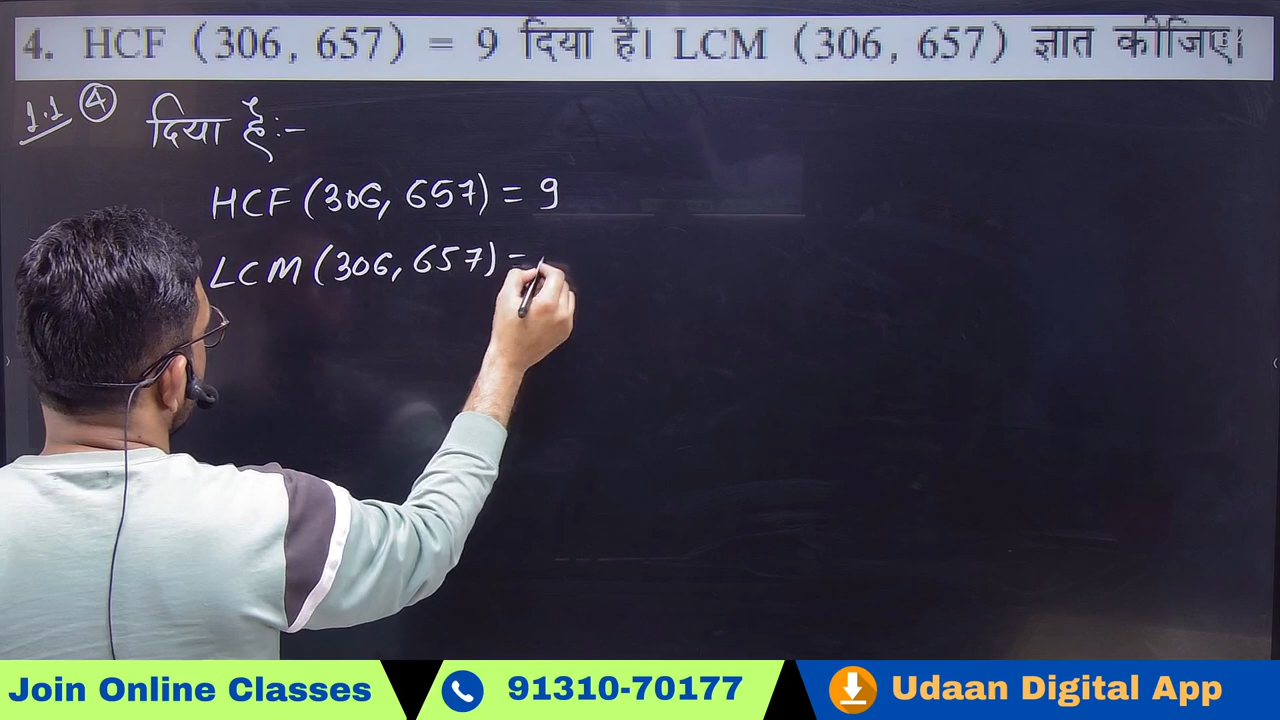 4. HCF (306, 657) = 9 दिया है। LCM (306, 657) ज्ञात कीजिए।
1.1 ④ दिया है:-
HCF (306, 657) = 9
LCM (306, 657) =
Join Online Classes
91310-70177
Udaan Digital App